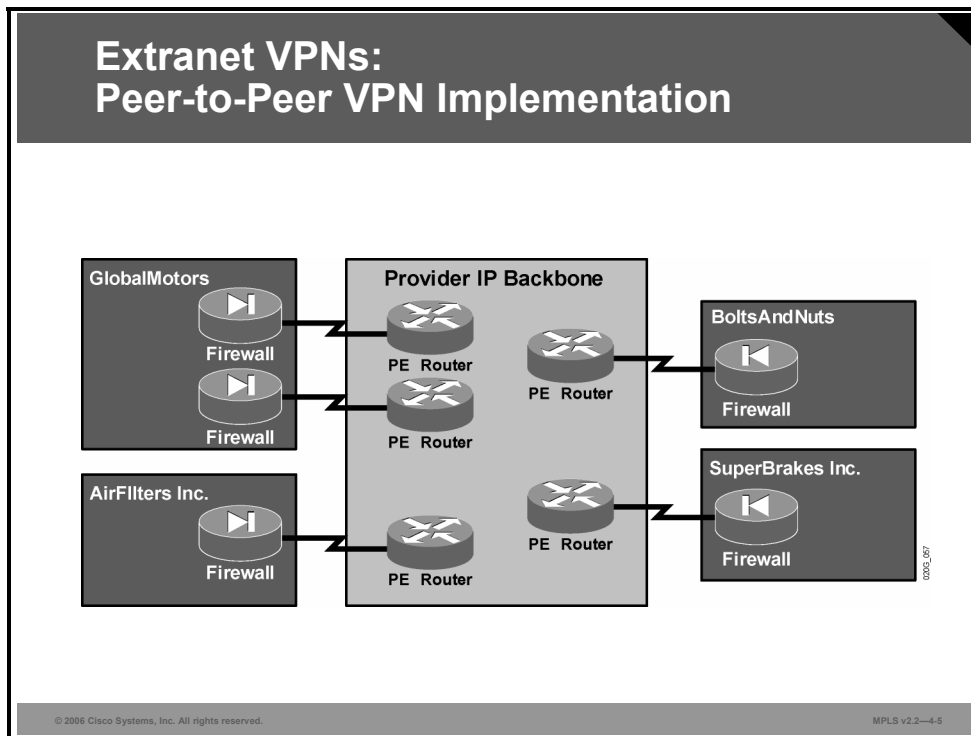 Extranet VPNs:
Peer-to-Peer VPN Implementation
GlobalMotors
Firewall
Firewall
AirFIlters Inc.
Firewall
Provider IP Backbone
PE Router
PE Router
PE Router
PE Router
PE Router
BoltsAndNuts
Firewall
SuperBrakes Inc.
Firewall
020G_057
© 2006 Cisco Systems, Inc. All rights reserved.
MPLS v2.2—4-5